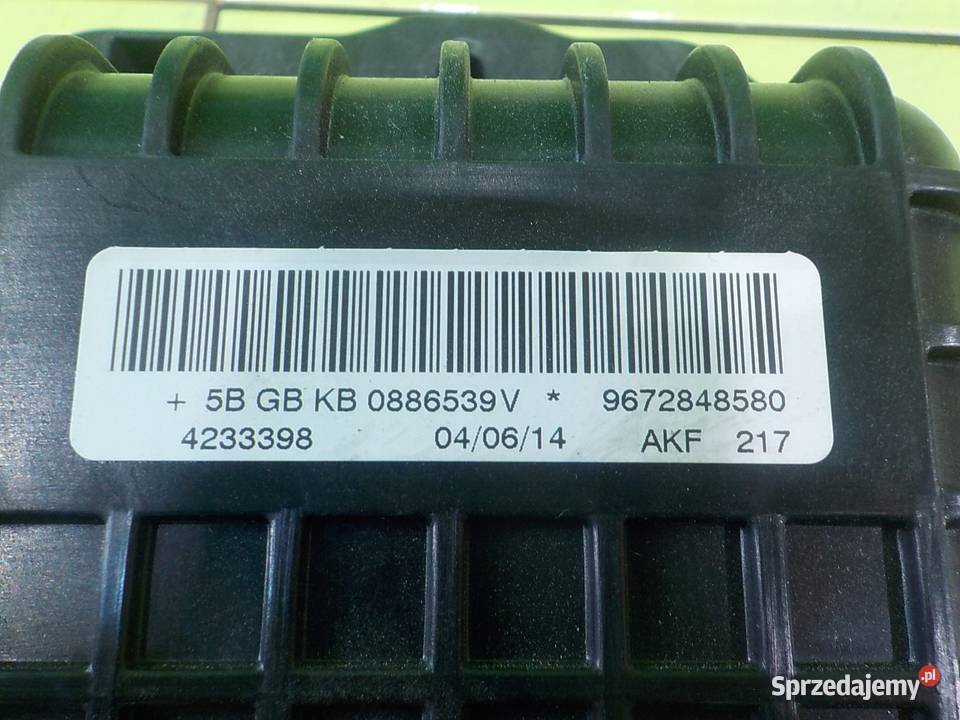 + 5B GB KB 0886539V * 9672848580
4233398 04/06/14 AKF 217
Sprzedajemy.pl